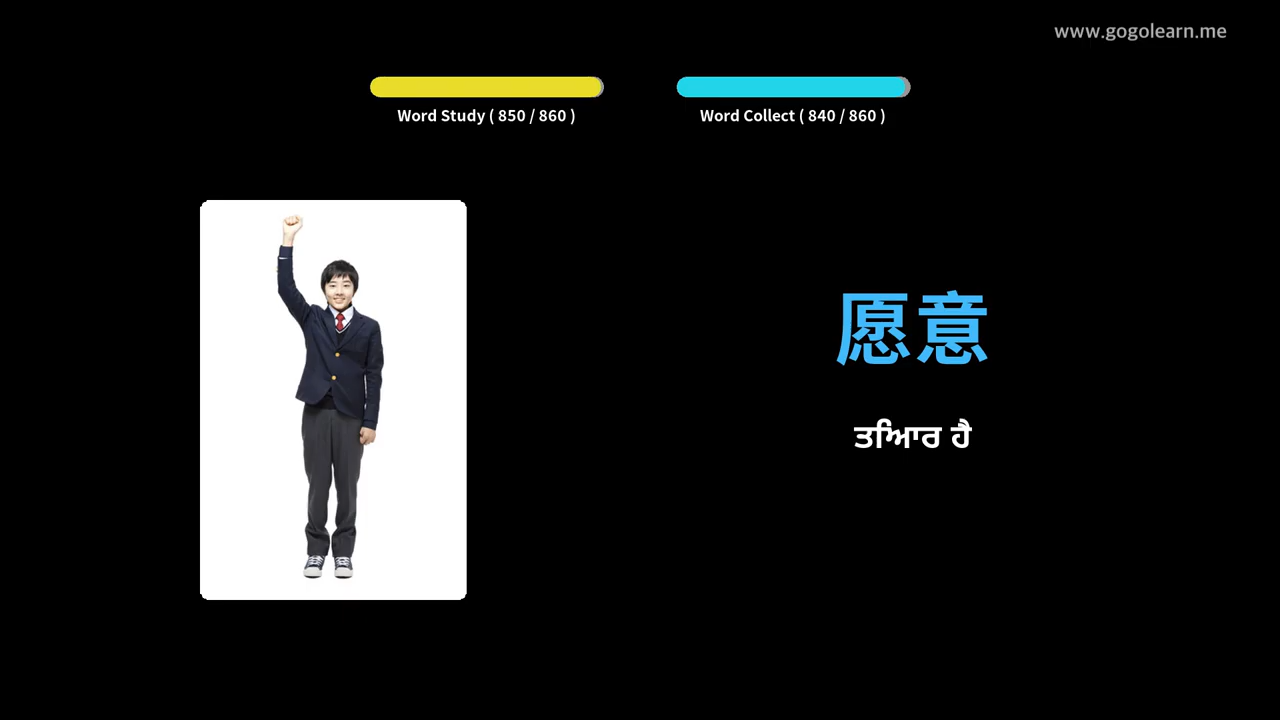 www.gogolearn.me
Word Study ( 850 / 860 )
Word Collect ( 840 / 860 )
愿意
ਤਿਆਰ ਹੈ